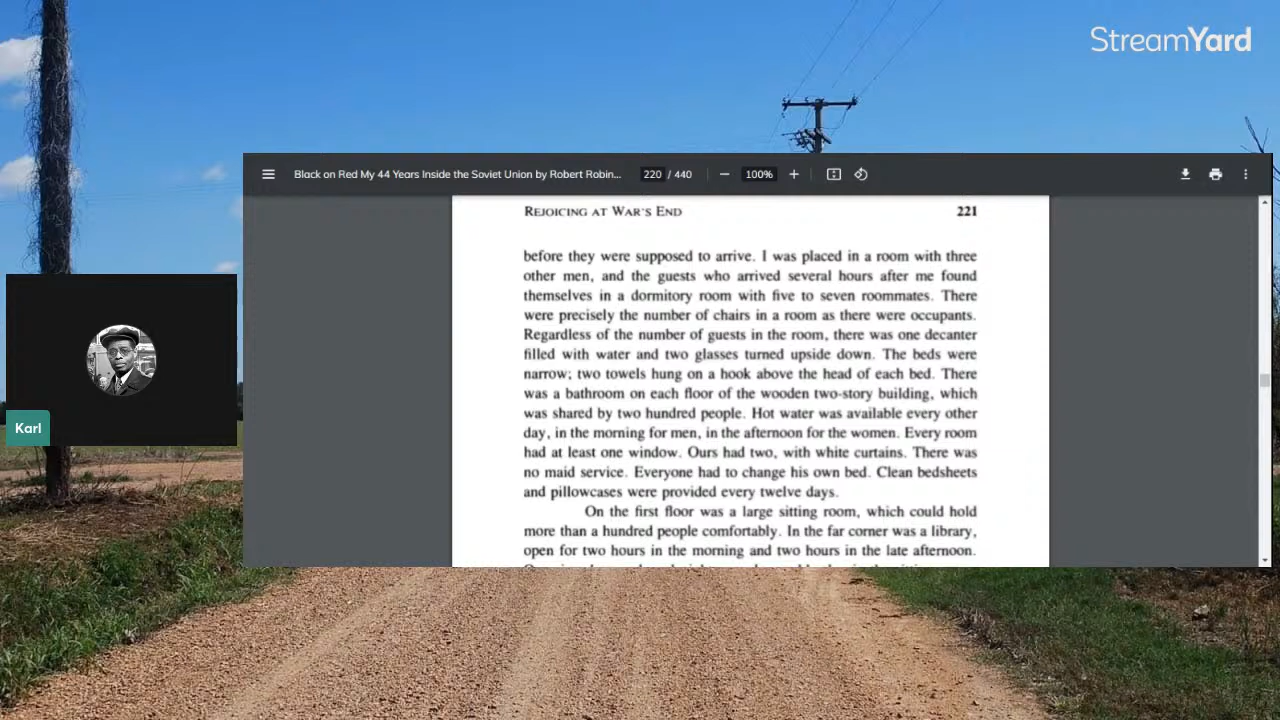 StreamYard
Black on Red My 44 Years Inside the Soviet Union by Robert Robin...
220 / 440
100%
REJOICING AT WAR'S END
221
before they were supposed to arrive. I was placed in a room with three
other men, and the guests who arrived several hours after me found
themselves in a dormitory room with five to seven roommates. There
were precisely the number of chairs in a room as there were occupants.
Regardless of the number of guests in the room, there was one decanter
filled with water and two glasses turned upside down. The beds were
narrow; two towels hung on a hook above the head of each bed. There
was a bathroom on each floor of the wooden two-story building, which
was shared by two hundred people. Hot water was available every other
day, in the morning for men, in the afternoon for the women. Every room
had at least one window. Ours had two, with white curtains. There was
no maid service. Everyone had to change his own bed. Clean bedsheets
and pillowcases were provided every twelve days.
On the first floor was a large sitting room, which could hold
more than a hundred people comfortably. In the far corner was a library,
open for two hours in the morning and two hours in the late afternoon.
Karl